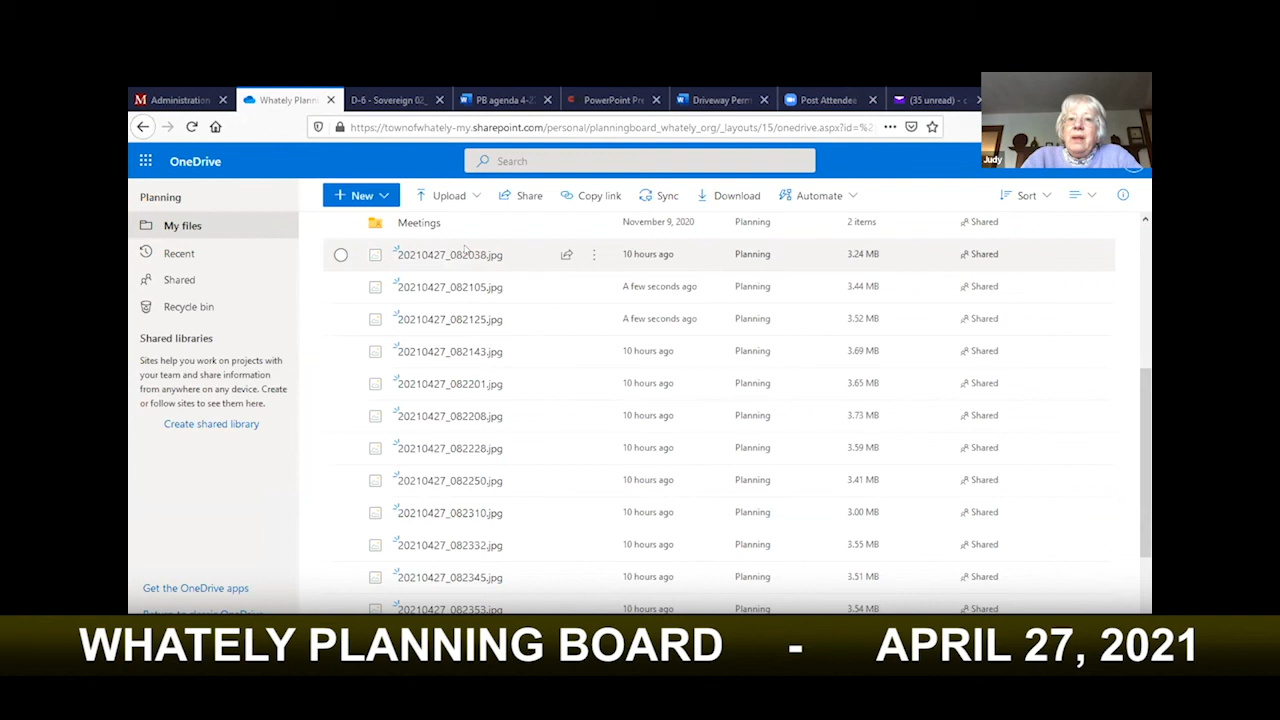 Administration
Whately Plann
D-6 - Sovereign 02_
PB agenda 4-2
PowerPoint Pre
Driveway Perm
Post Attendee
(35 unread) - c
https://townofwhately-my.sharepoint.com/personal/planningboard_whately_org/_layouts/15/onedrive.aspx?id=%2
Judy
OneDrive
Search
Planning
My files
Recent
Shared
Recycle bin
Shared libraries
Sites help you work on projects with
your team and share information
from anywhere on any device. Create
or follow sites to see them here.
Create shared library
Get the OneDrive apps
Return to classic OneDrive
+ New Upload Share Copy link Sync Download Automate Sort
Meetings November 9, 2020 Planning 2 items Shared
20210427_082038.jpg 10 hours ago Planning 3.24 MB Shared
20210427_082105.jpg A few seconds ago Planning 3.44 MB Shared
20210427_082125.jpg A few seconds ago Planning 3.52 MB Shared
20210427_082143.jpg 10 hours ago Planning 3.69 MB Shared
20210427_082201.jpg 10 hours ago Planning 3.65 MB Shared
20210427_082208.jpg 10 hours ago Planning 3.73 MB Shared
20210427_082228.jpg 10 hours ago Planning 3.59 MB Shared
20210427_082250.jpg 10 hours ago Planning 3.41 MB Shared
20210427_082310.jpg 10 hours ago Planning 3.00 MB Shared
20210427_082332.jpg 10 hours ago Planning 3.55 MB Shared
20210427_082345.jpg 10 hours ago Planning 3.51 MB Shared
20210427_082353.jpg 10 hours ago Planning 3.54 MB Shared
WHATELY PLANNING BOARD - APRIL 27, 2021